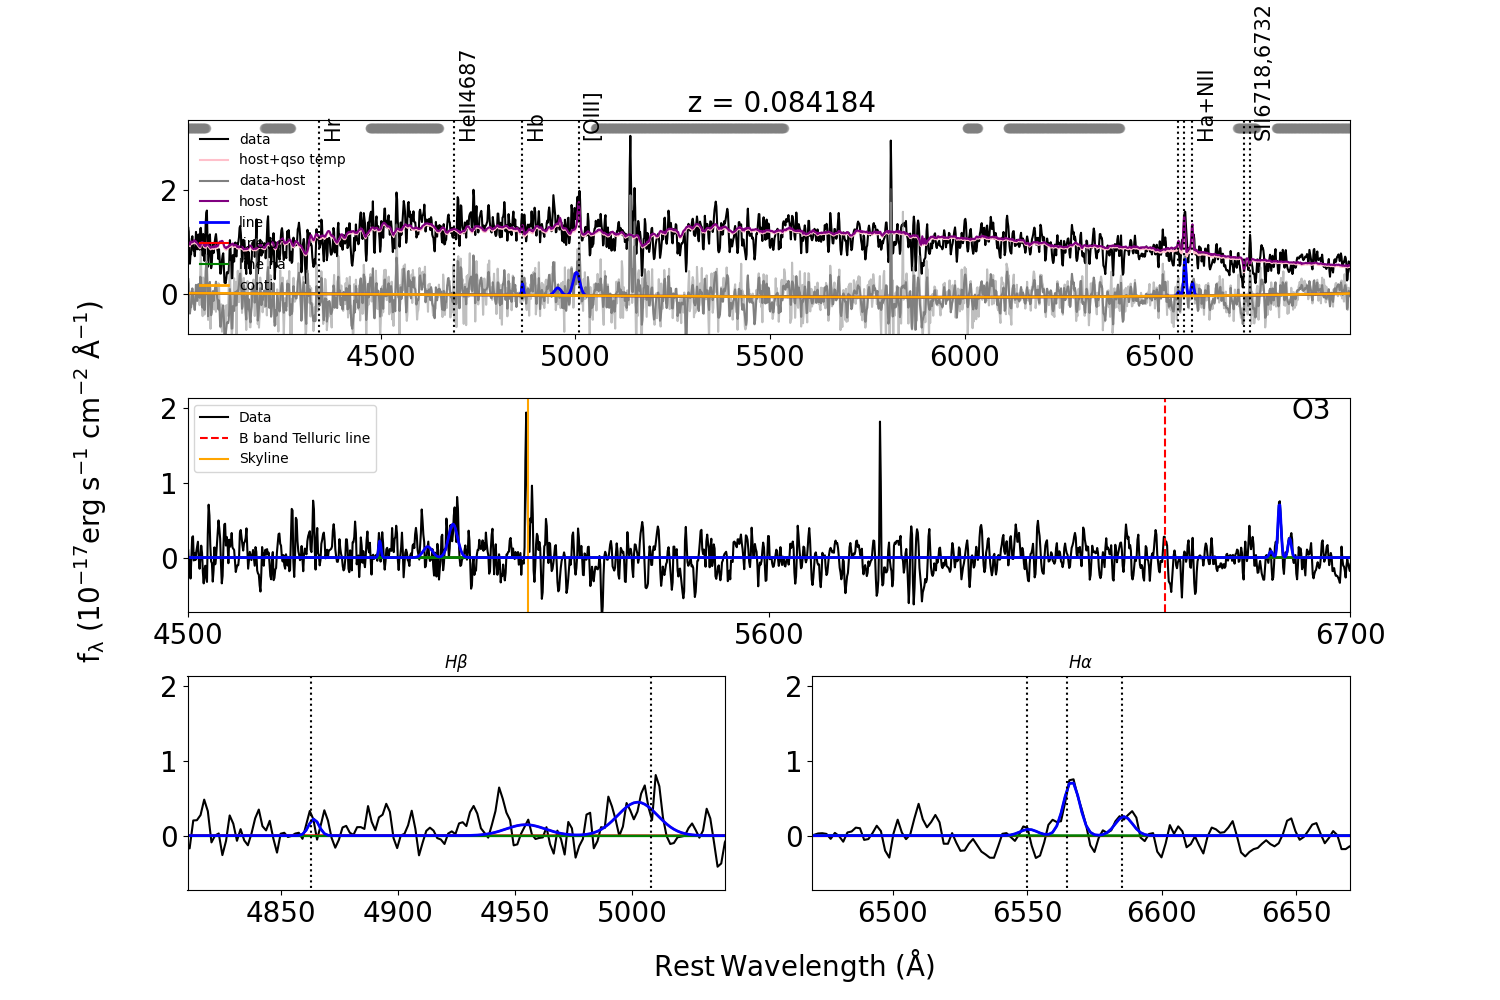 z = 0.084184
Hr
HeII4687
Hb
[OIII]
Ha+NII
SII6718,6732
data
host+qso temp
data-host
host
line
conti
2
0
4500
5000
5500
6000
6500
fλ (10−17erg s−1 cm−2 Å−1)
O3
Data
B band Telluric line
Skyline
2
1
0
4500
5600
6700
Hβ
2
1
0
4850
4900
4950
5000
Hα
2
1
0
6500
6550
6600
6650
Rest Wavelength (Å)